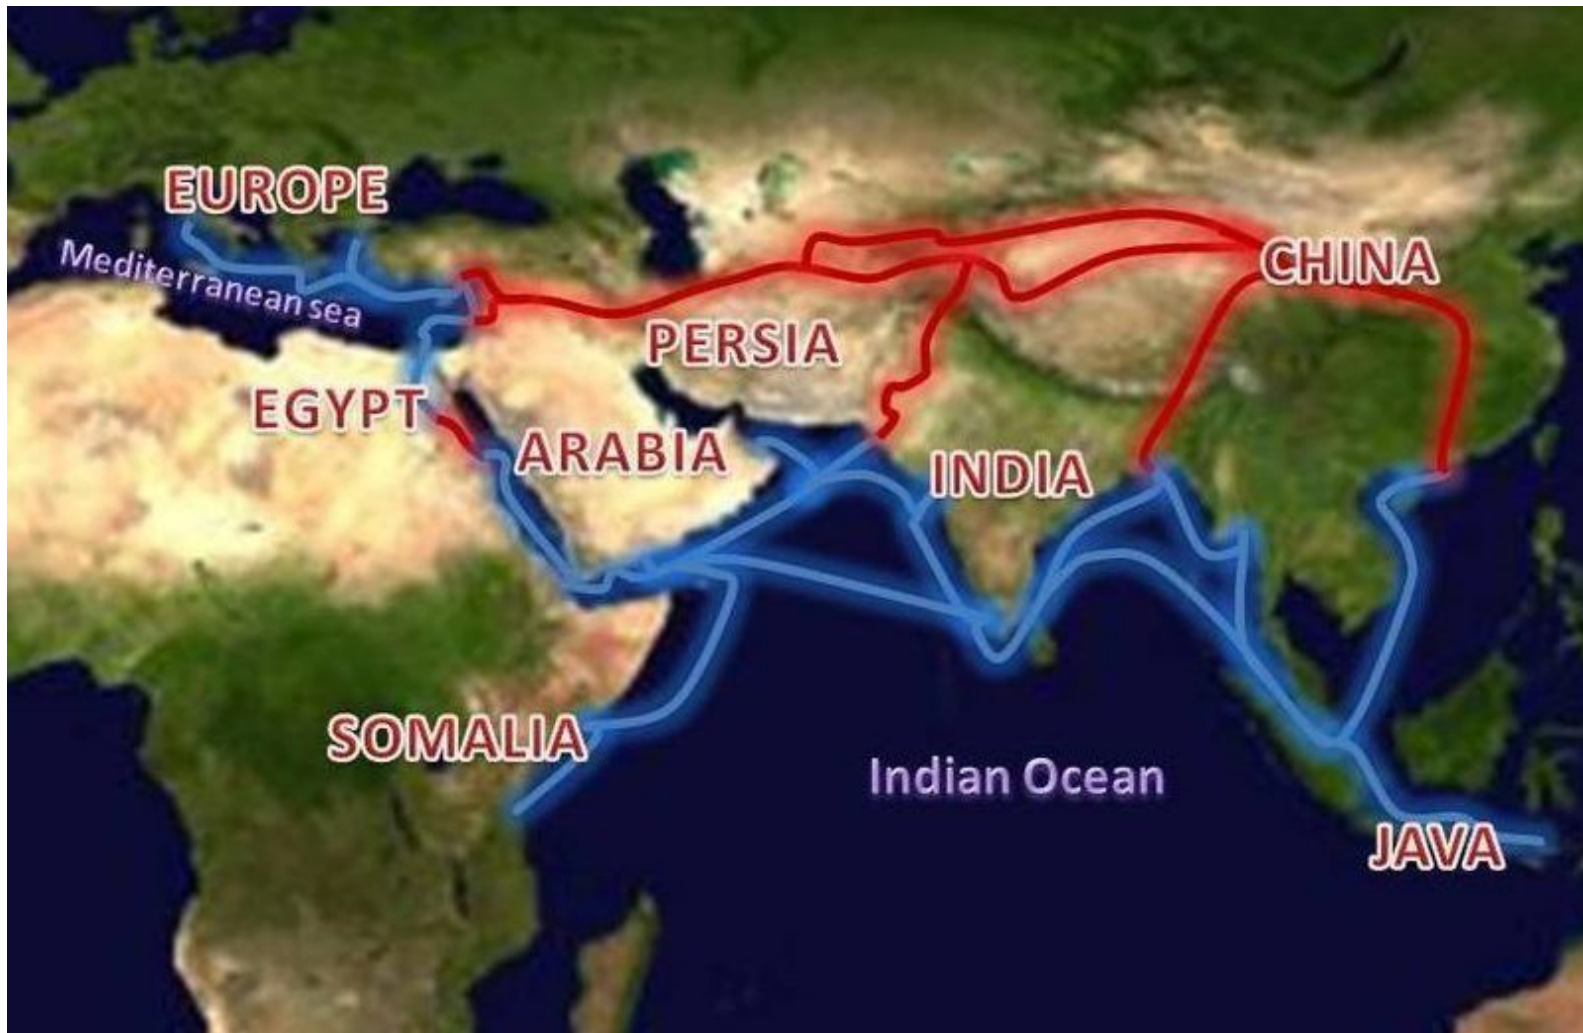 EUROPE
Mediterranean sea
CHINA
PERSIA
EGYPT
ARABIA
INDIA
SOMALIA
Indian Ocean
JAVA